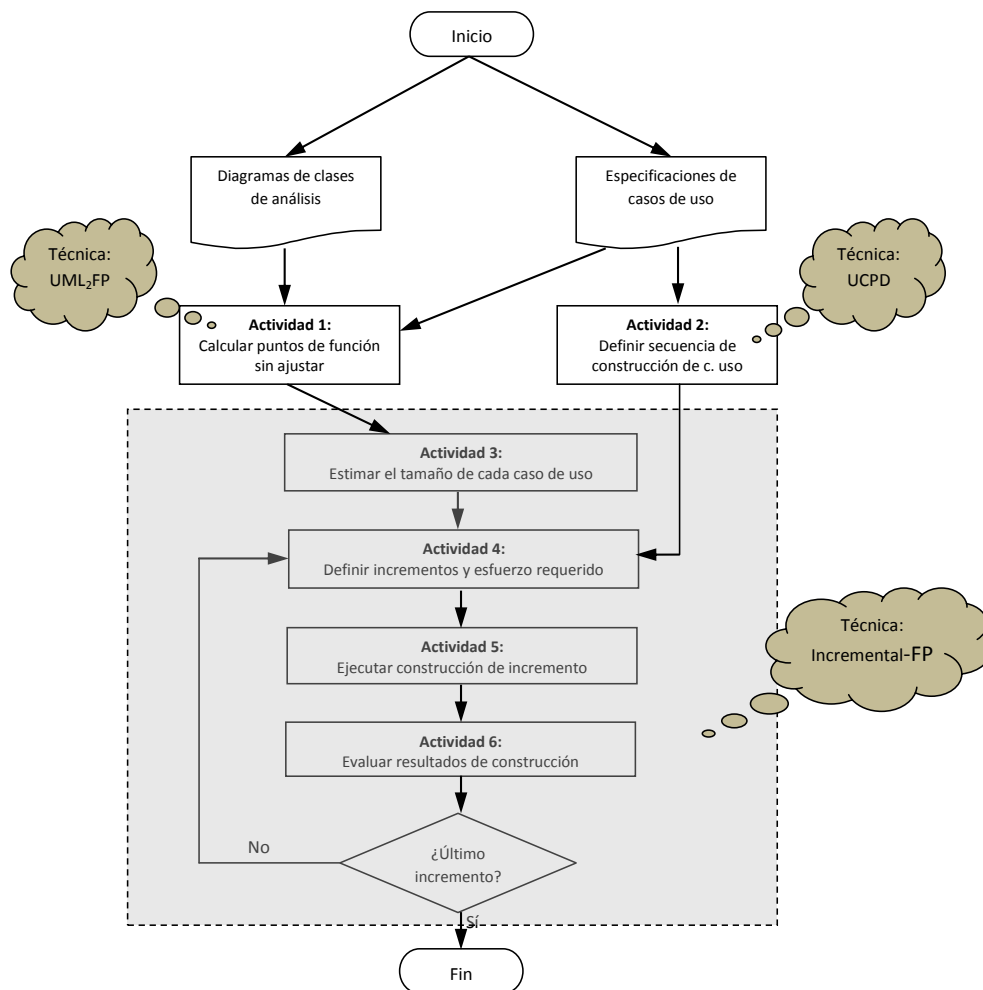 Inicio
Diagramas de clases
de análisis
Especificaciones de
casos de uso
Técnica:
UML₂FP
Técnica:
UCPD
Actividad 1:
Calcular puntos de función
sin ajustar
Actividad 2:
Definir secuencia de
construcción de c. uso
Actividad 3:
Estimar el tamaño de cada caso de uso
Actividad 4:
Definir incrementos y esfuerzo requerido
Actividad 5:
Ejecutar construcción de incremento
Técnica:
Incremental-FP
Actividad 6:
Evaluar resultados de construcción
No
¿Último
incremento?
Sí
Fin